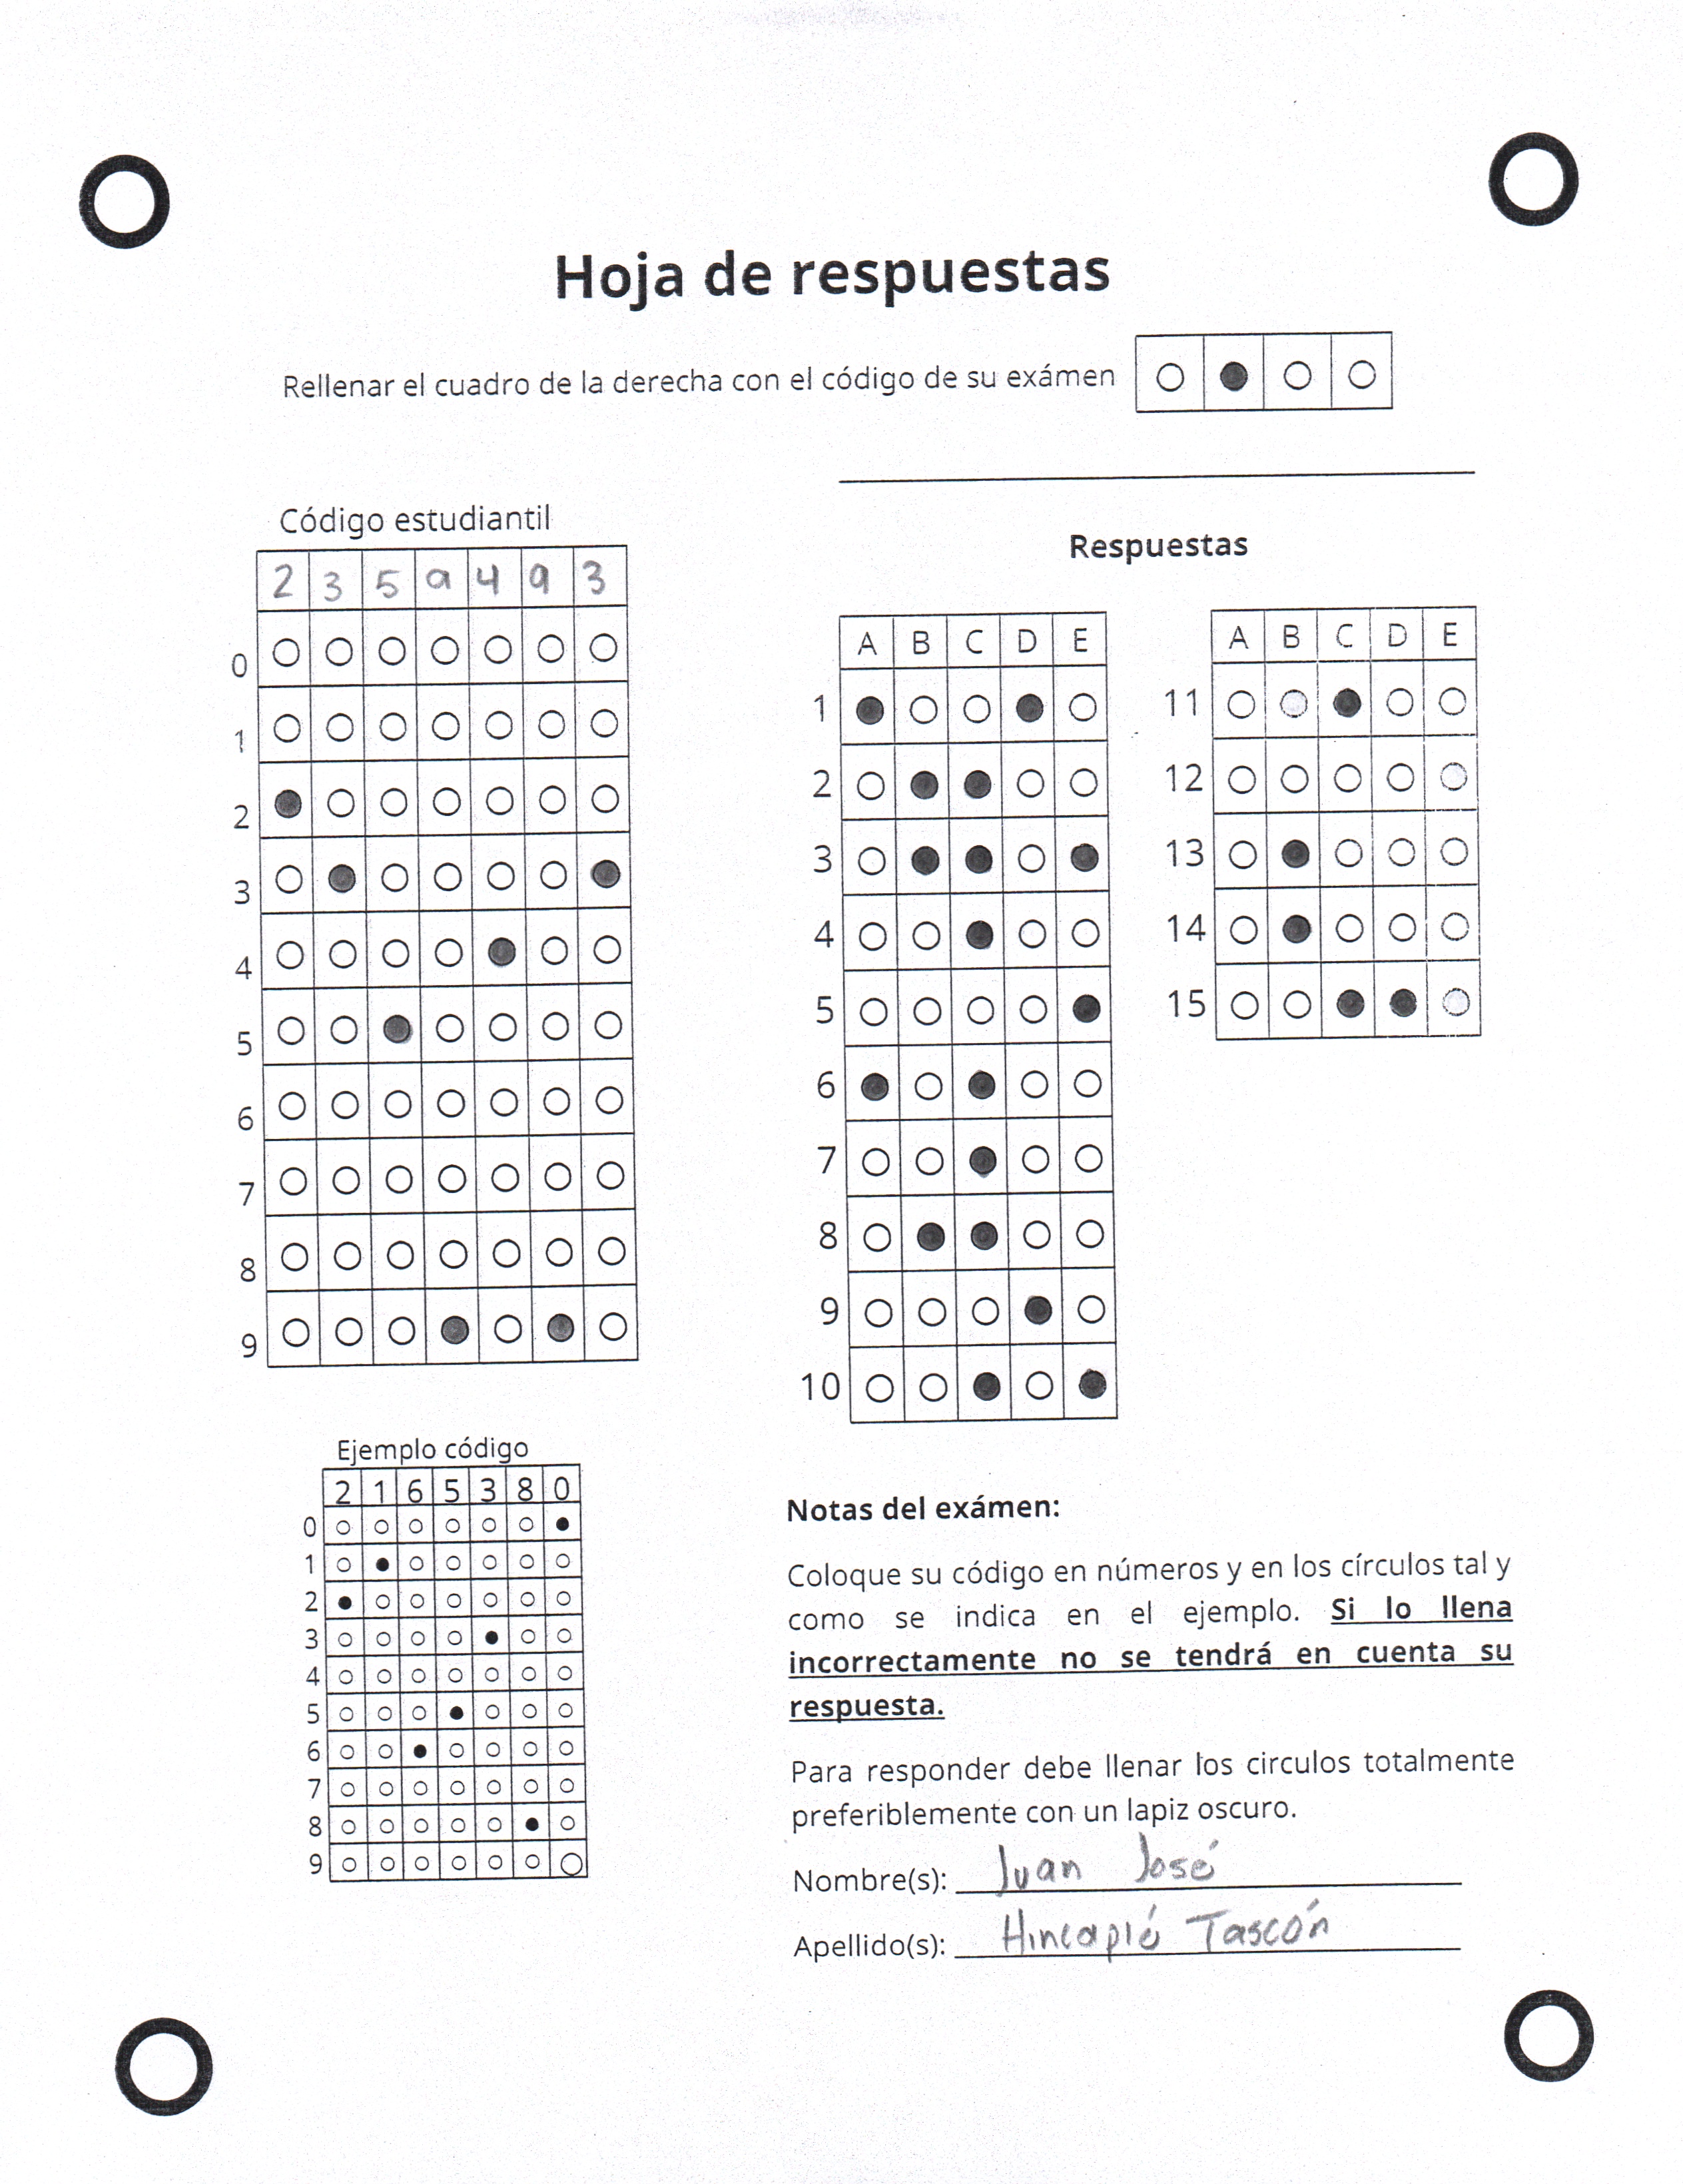 Hoja de respuestas
Rellenar el cuadro de la derecha con el código de su exámen
Código estudiantil
2 3 5 9 4 9 3
0
1
2
3
4
5
6
7
8
9
Respuestas
A B C D E
1
2
3
4
5
6
7
8
9
10
A B C D E
11
12
13
14
15
Ejemplo código
2 1 6 5 3 8 0
0
1
2
3
4
5
6
7
8
9
Notas del exámen:
Coloque su código en números y en los círculos tal y
como se indica en el ejemplo. Si lo llena
incorrectamente no se tendrá en cuenta su
respuesta.
Para responder debe llenar los circulos totalmente
preferiblemente con un lapiz oscuro.
Nombre(s): Juan José
Apellido(s): Hincapié Tascón